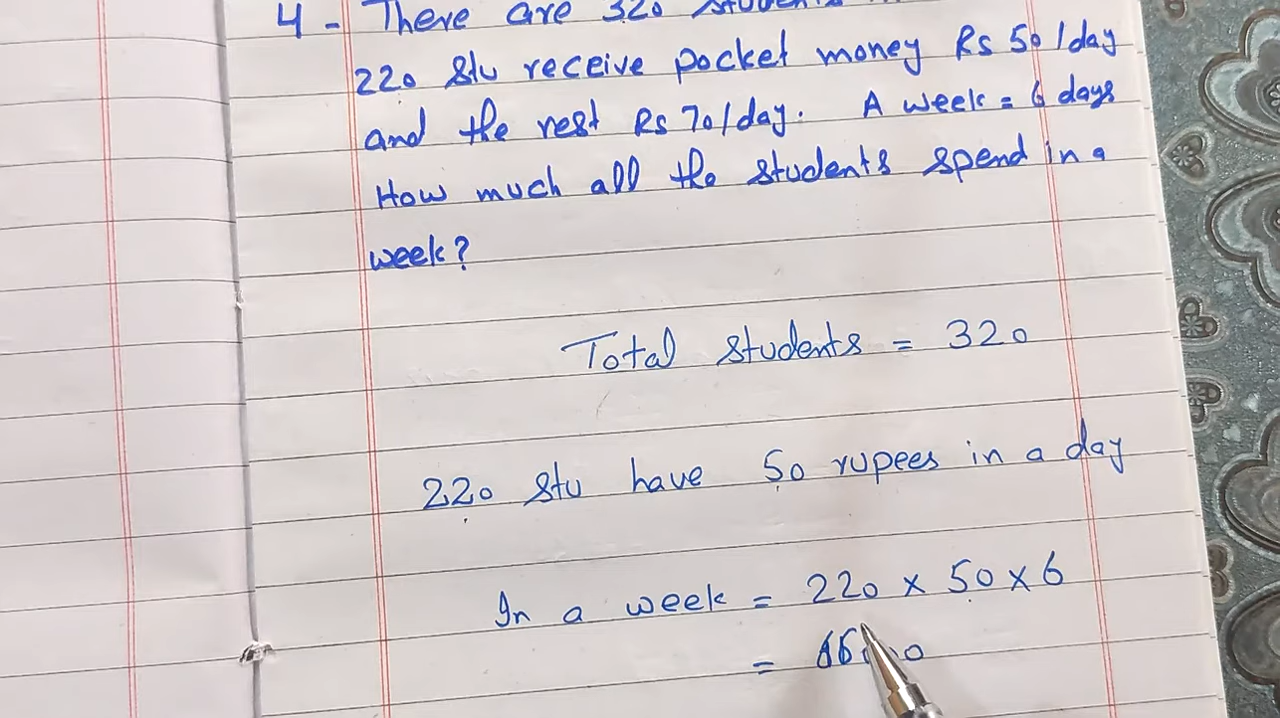 4 - There are 320 students
220 Stu receive pocket money Rs 50/day
and the rest Rs 70/day. A week = 6 days
How much all the students spend in a
week?
Total students = 320
220 Stu have 50 rupees in a day
In a week = 220 x 50 x 6
=